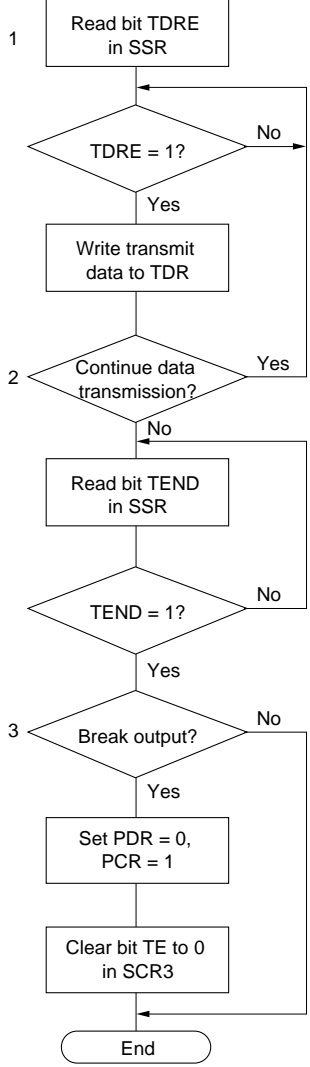 1
Read bit TDRE
in SSR
TDRE = 1?
No
Yes
Write transmit
data to TDR
2
Continue data
transmission?
Yes
No
Read bit TEND
in SSR
TEND = 1?
No
Yes
3
Break output?
No
Yes
Set PDR = 0,
PCR = 1
Clear bit TE to 0
in SCR3
End